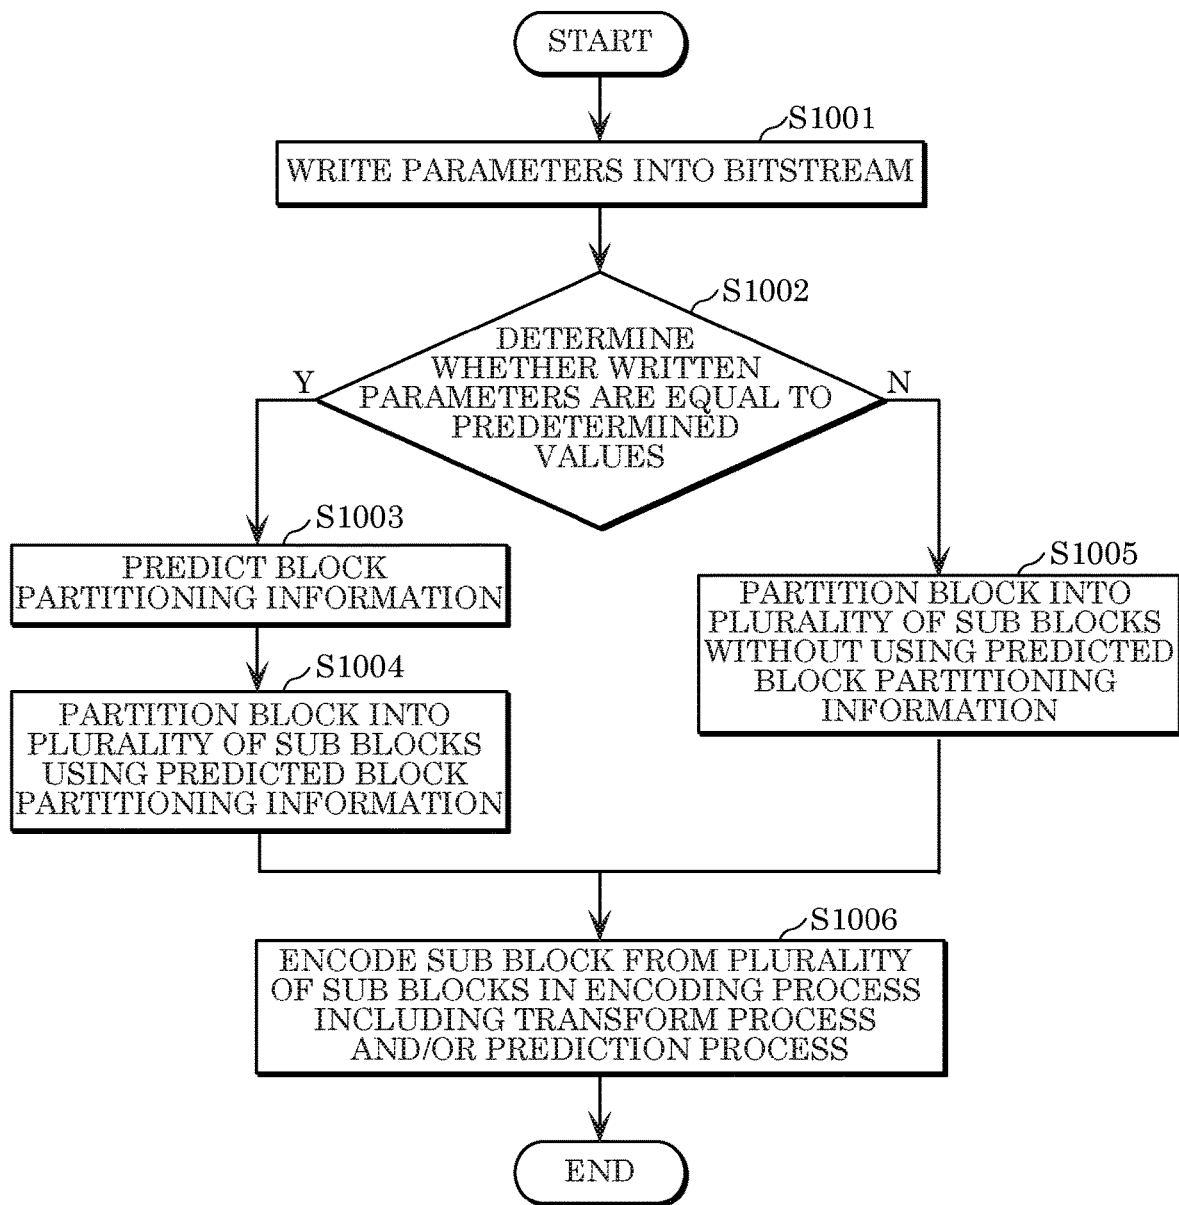 START
S1001
WRITE PARAMETERS INTO BITSTREAM
S1002
DETERMINE
WHETHER WRITTEN
PARAMETERS ARE EQUAL TO
PREDETERMINED
VALUES
Y
N
S1003
PREDICT BLOCK
PARTITIONING INFORMATION
S1005
PARTITION BLOCK INTO
PLURALITY OF SUB BLOCKS
WITHOUT USING PREDICTED
BLOCK PARTITIONING
INFORMATION
S1004
PARTITION BLOCK INTO
PLURALITY OF SUB BLOCKS
USING PREDICTED BLOCK
PARTITIONING INFORMATION
S1006
ENCODE SUB BLOCK FROM PLURALITY
OF SUB BLOCKS IN ENCODING PROCESS
INCLUDING TRANSFORM PROCESS
AND/OR PREDICTION PROCESS
END